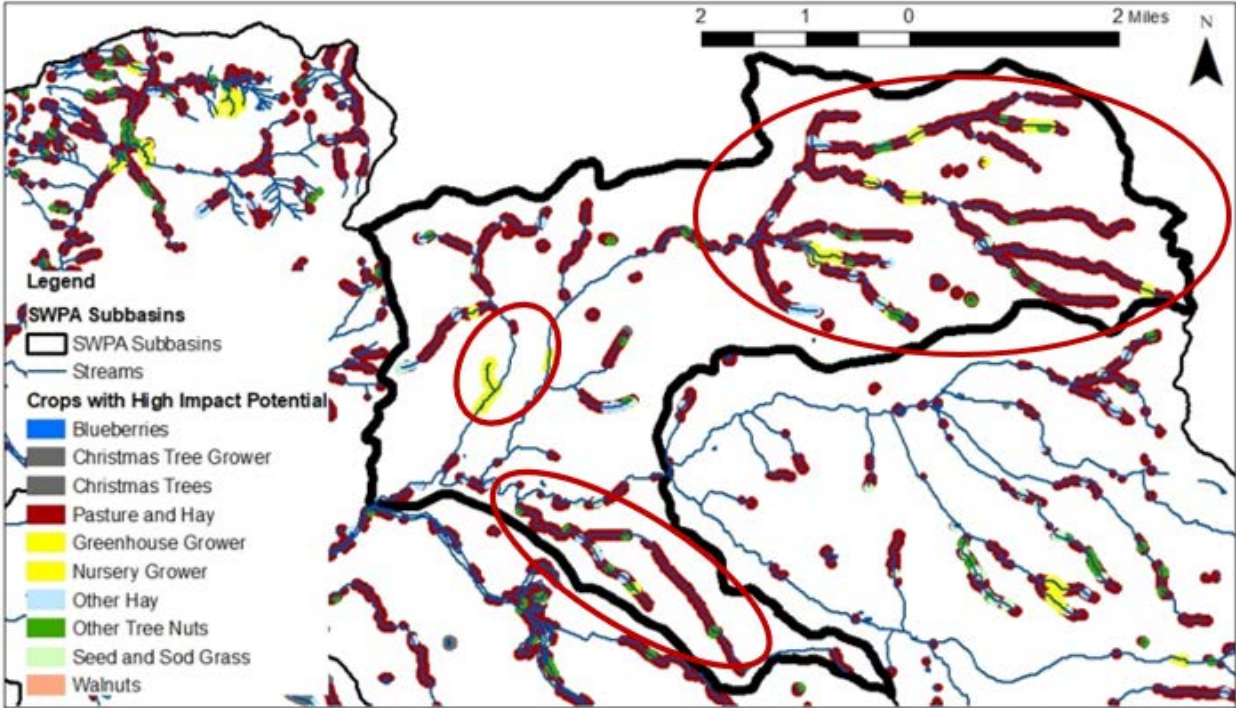 2 1 0 2 Miles
N
Legend
SWPA Subbasins
SWPA Subbasins
Streams
Crops with High Impact Potential
Blueberries
Christmas Tree Grower
Christmas Trees
Pasture and Hay
Greenhouse Grower
Nursery Grower
Other Hay
Other Tree Nuts
Seed and Sod Grass
Walnuts